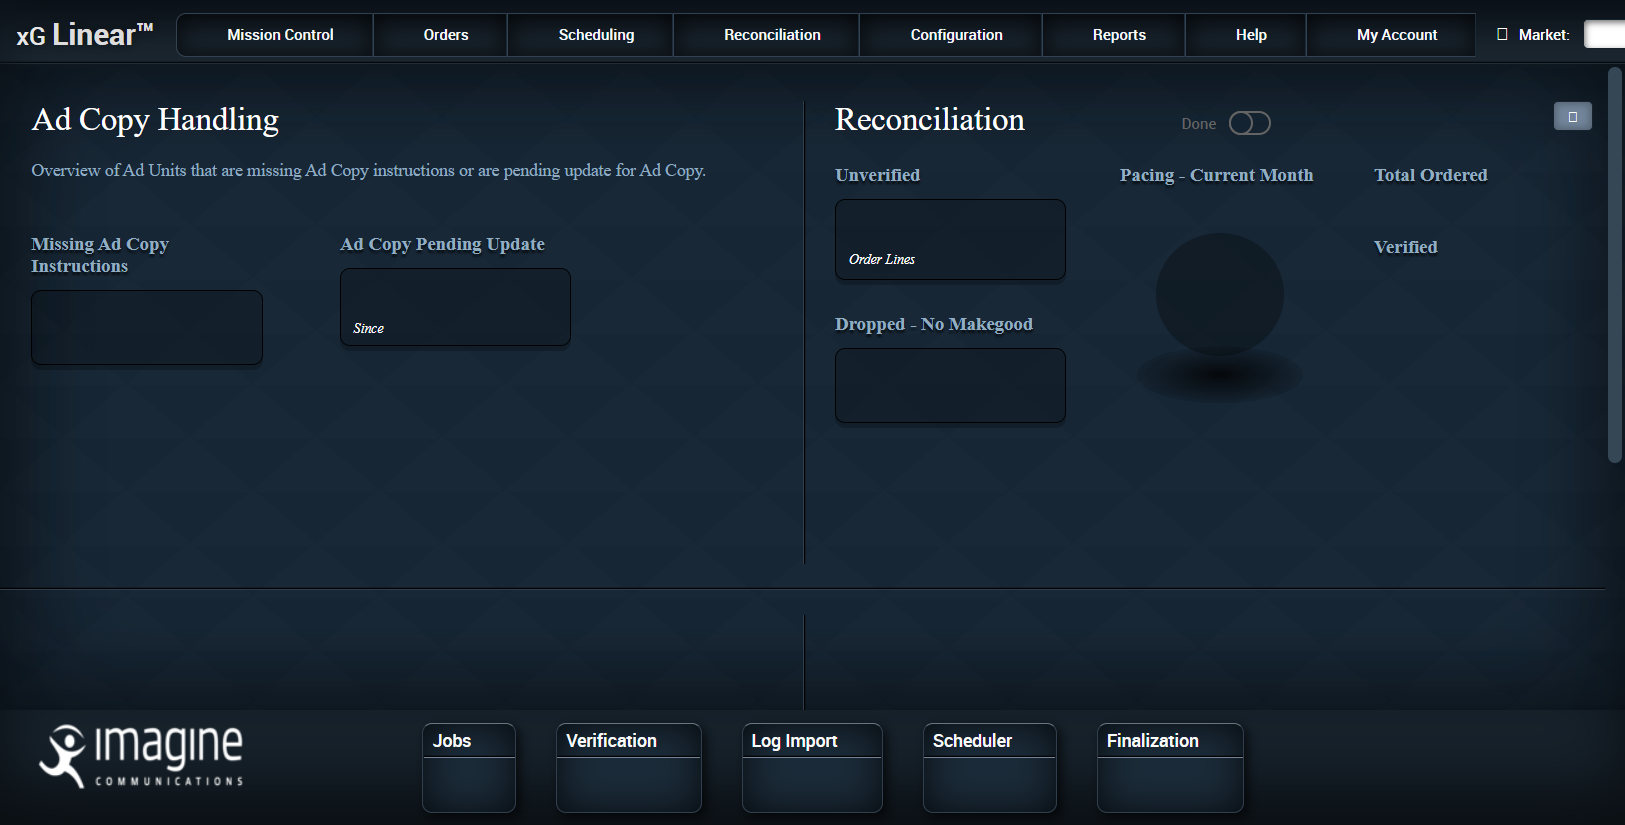 xG Linear™
Mission Control
Orders
Scheduling
Reconciliation
Configuration
Reports
Help
My Account
Market:
Ad Copy Handling
Overview of Ad Units that are missing Ad Copy instructions or are pending update for Ad Copy.
Missing Ad Copy
Instructions
Ad Copy Pending Update
Since
Reconciliation
Done
Unverified
Order Lines
Dropped - No Makegood
Pacing - Current Month
Total Ordered
Verified
imagine
COMMUNICATIONS
Jobs
Verification
Log Import
Scheduler
Finalization